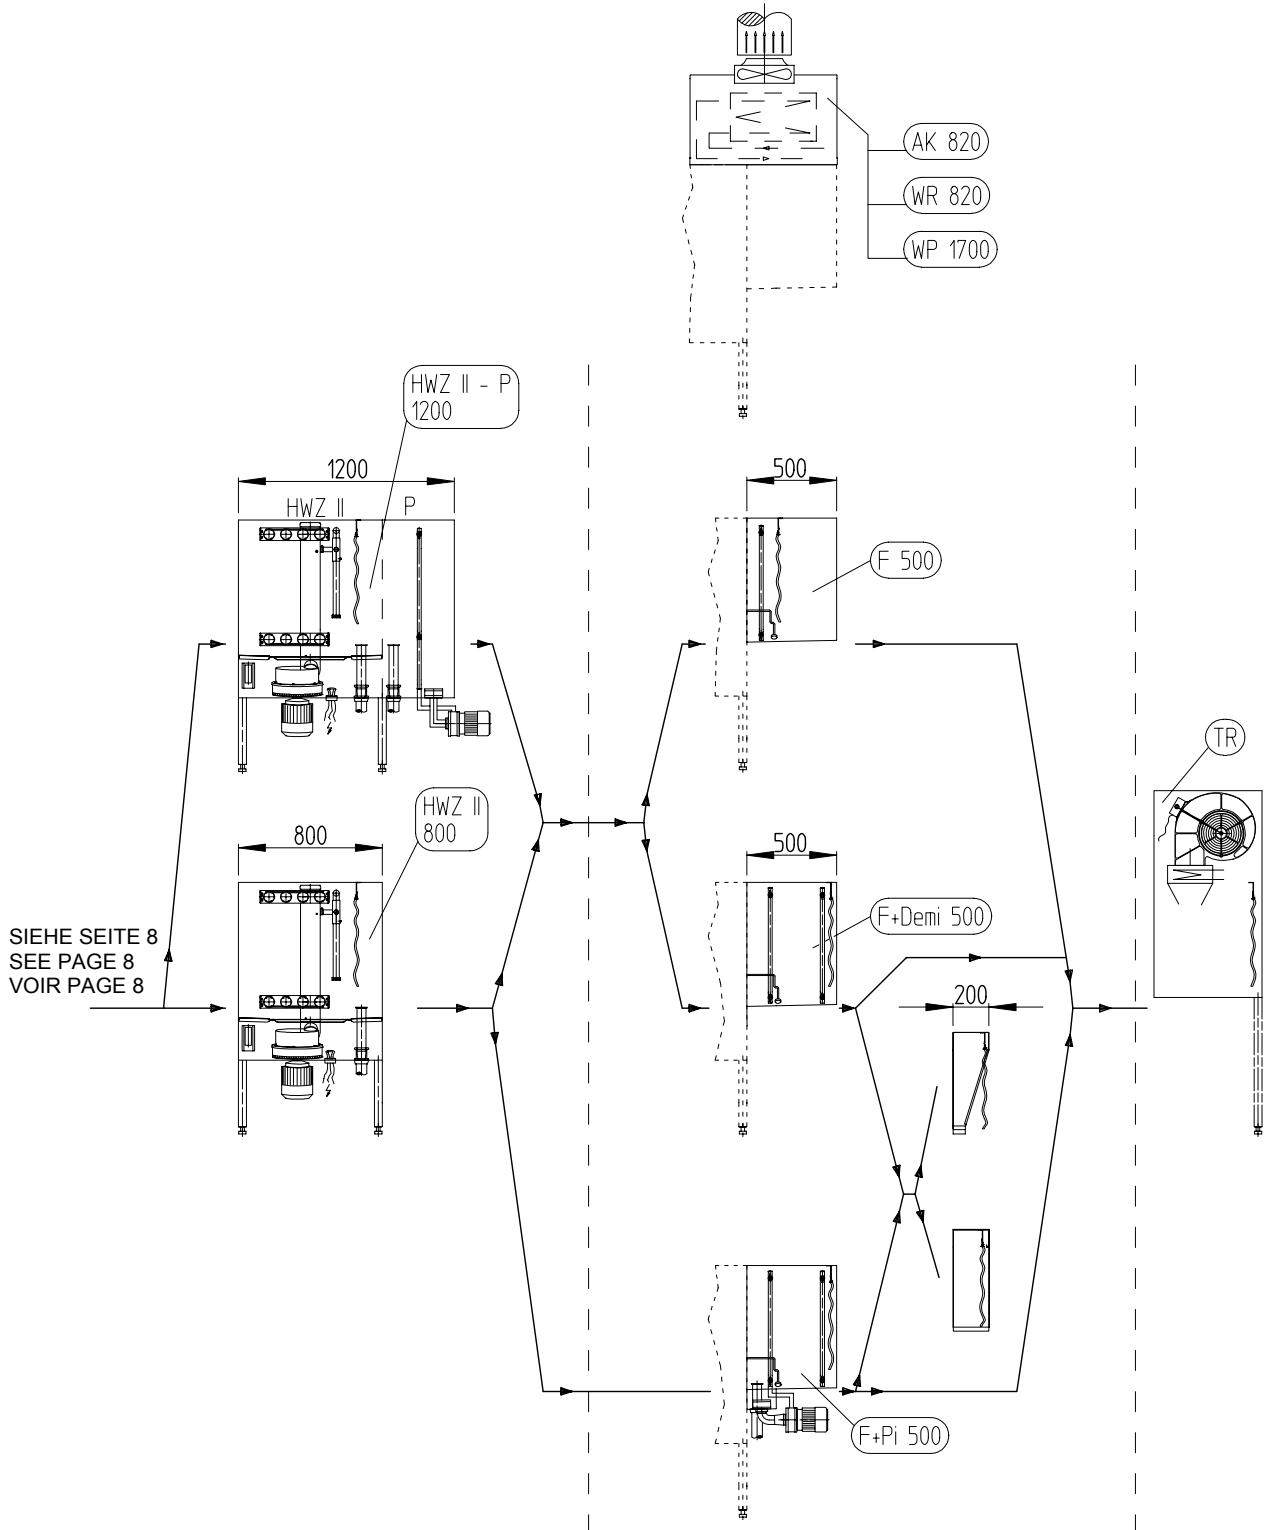 AK 820
WR 820
WP 1700
HWZ II - P
1200
1200
HWZ II
P
500
F 500
TR
HWZ II
800
800
500
F+Demi 500
SIEHE SEITE 8
SEE PAGE 8
VOIR PAGE 8
200
F+Pi 500